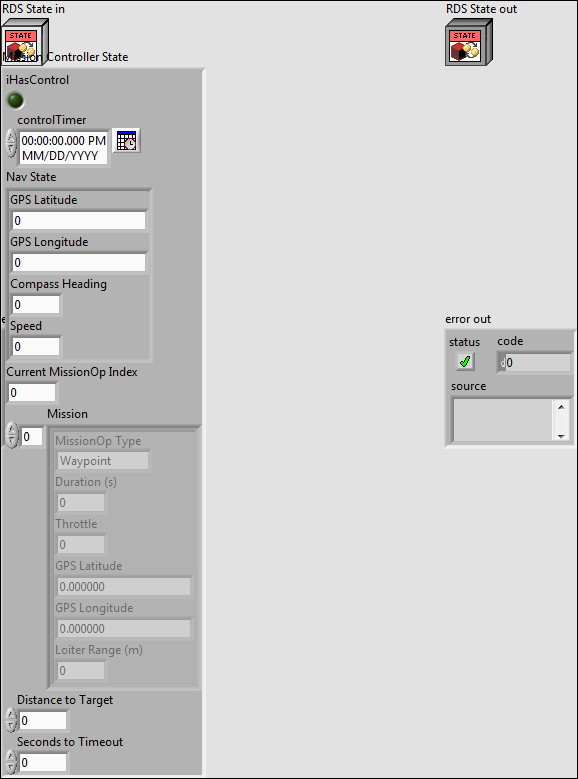 RDS State in
RDS State out
STATE
STATE
Mission Controller State
iHasControl
controlTimer
00:00:00.000 PM
MM/DD/YYYY
Nav State
GPS Latitude
0
GPS Longitude
0
Compass Heading
0
Speed
0
error out
status
code
d0
source
Current MissionOp Index
0
Mission
0
MissionOp Type
Waypoint
Duration (s)
0
Throttle
0
GPS Latitude
0.000000
GPS Longitude
0.000000
Loiter Range (m)
0
Distance to Target
0
Seconds to Timeout
0